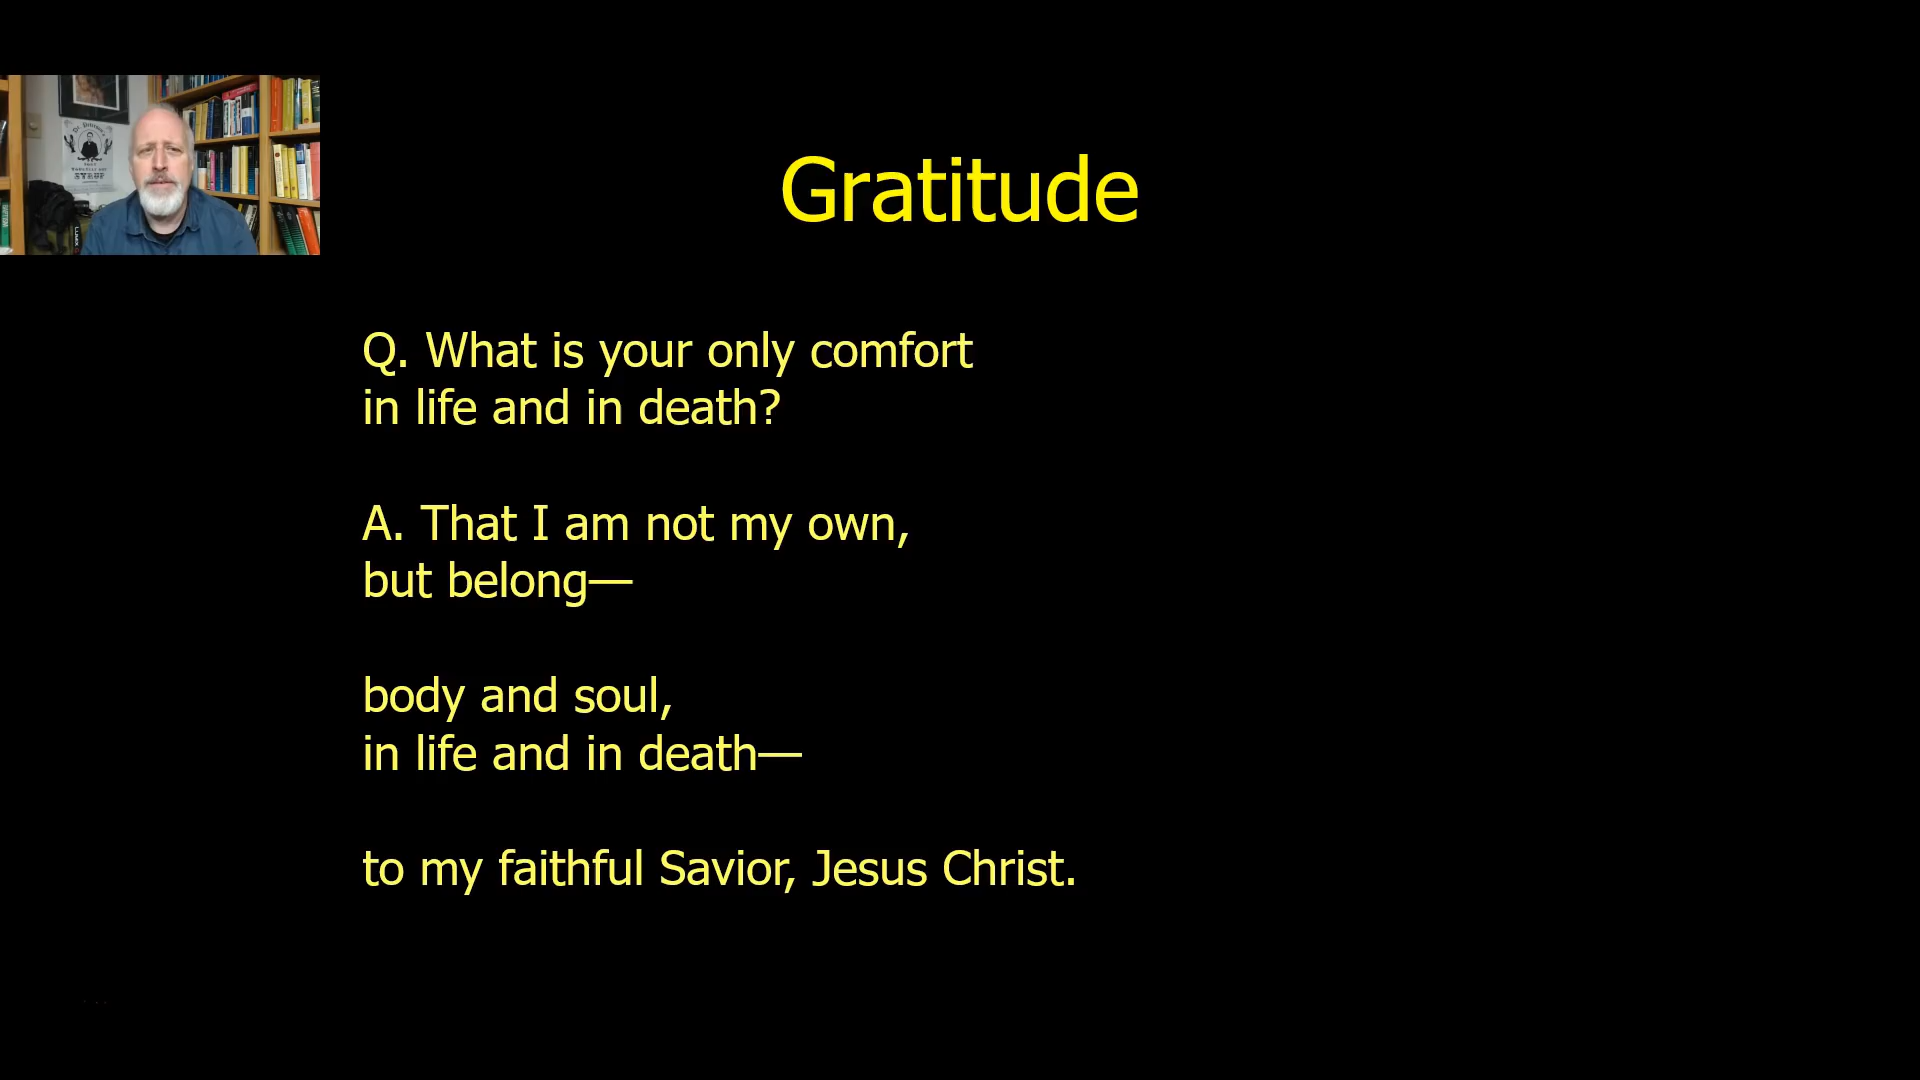 Gratitude
Q. What is your only comfort
in life and in death?
A. That I am not my own,
but belong—
body and soul,
in life and in death—
to my faithful Savior, Jesus Christ.
SYRUP